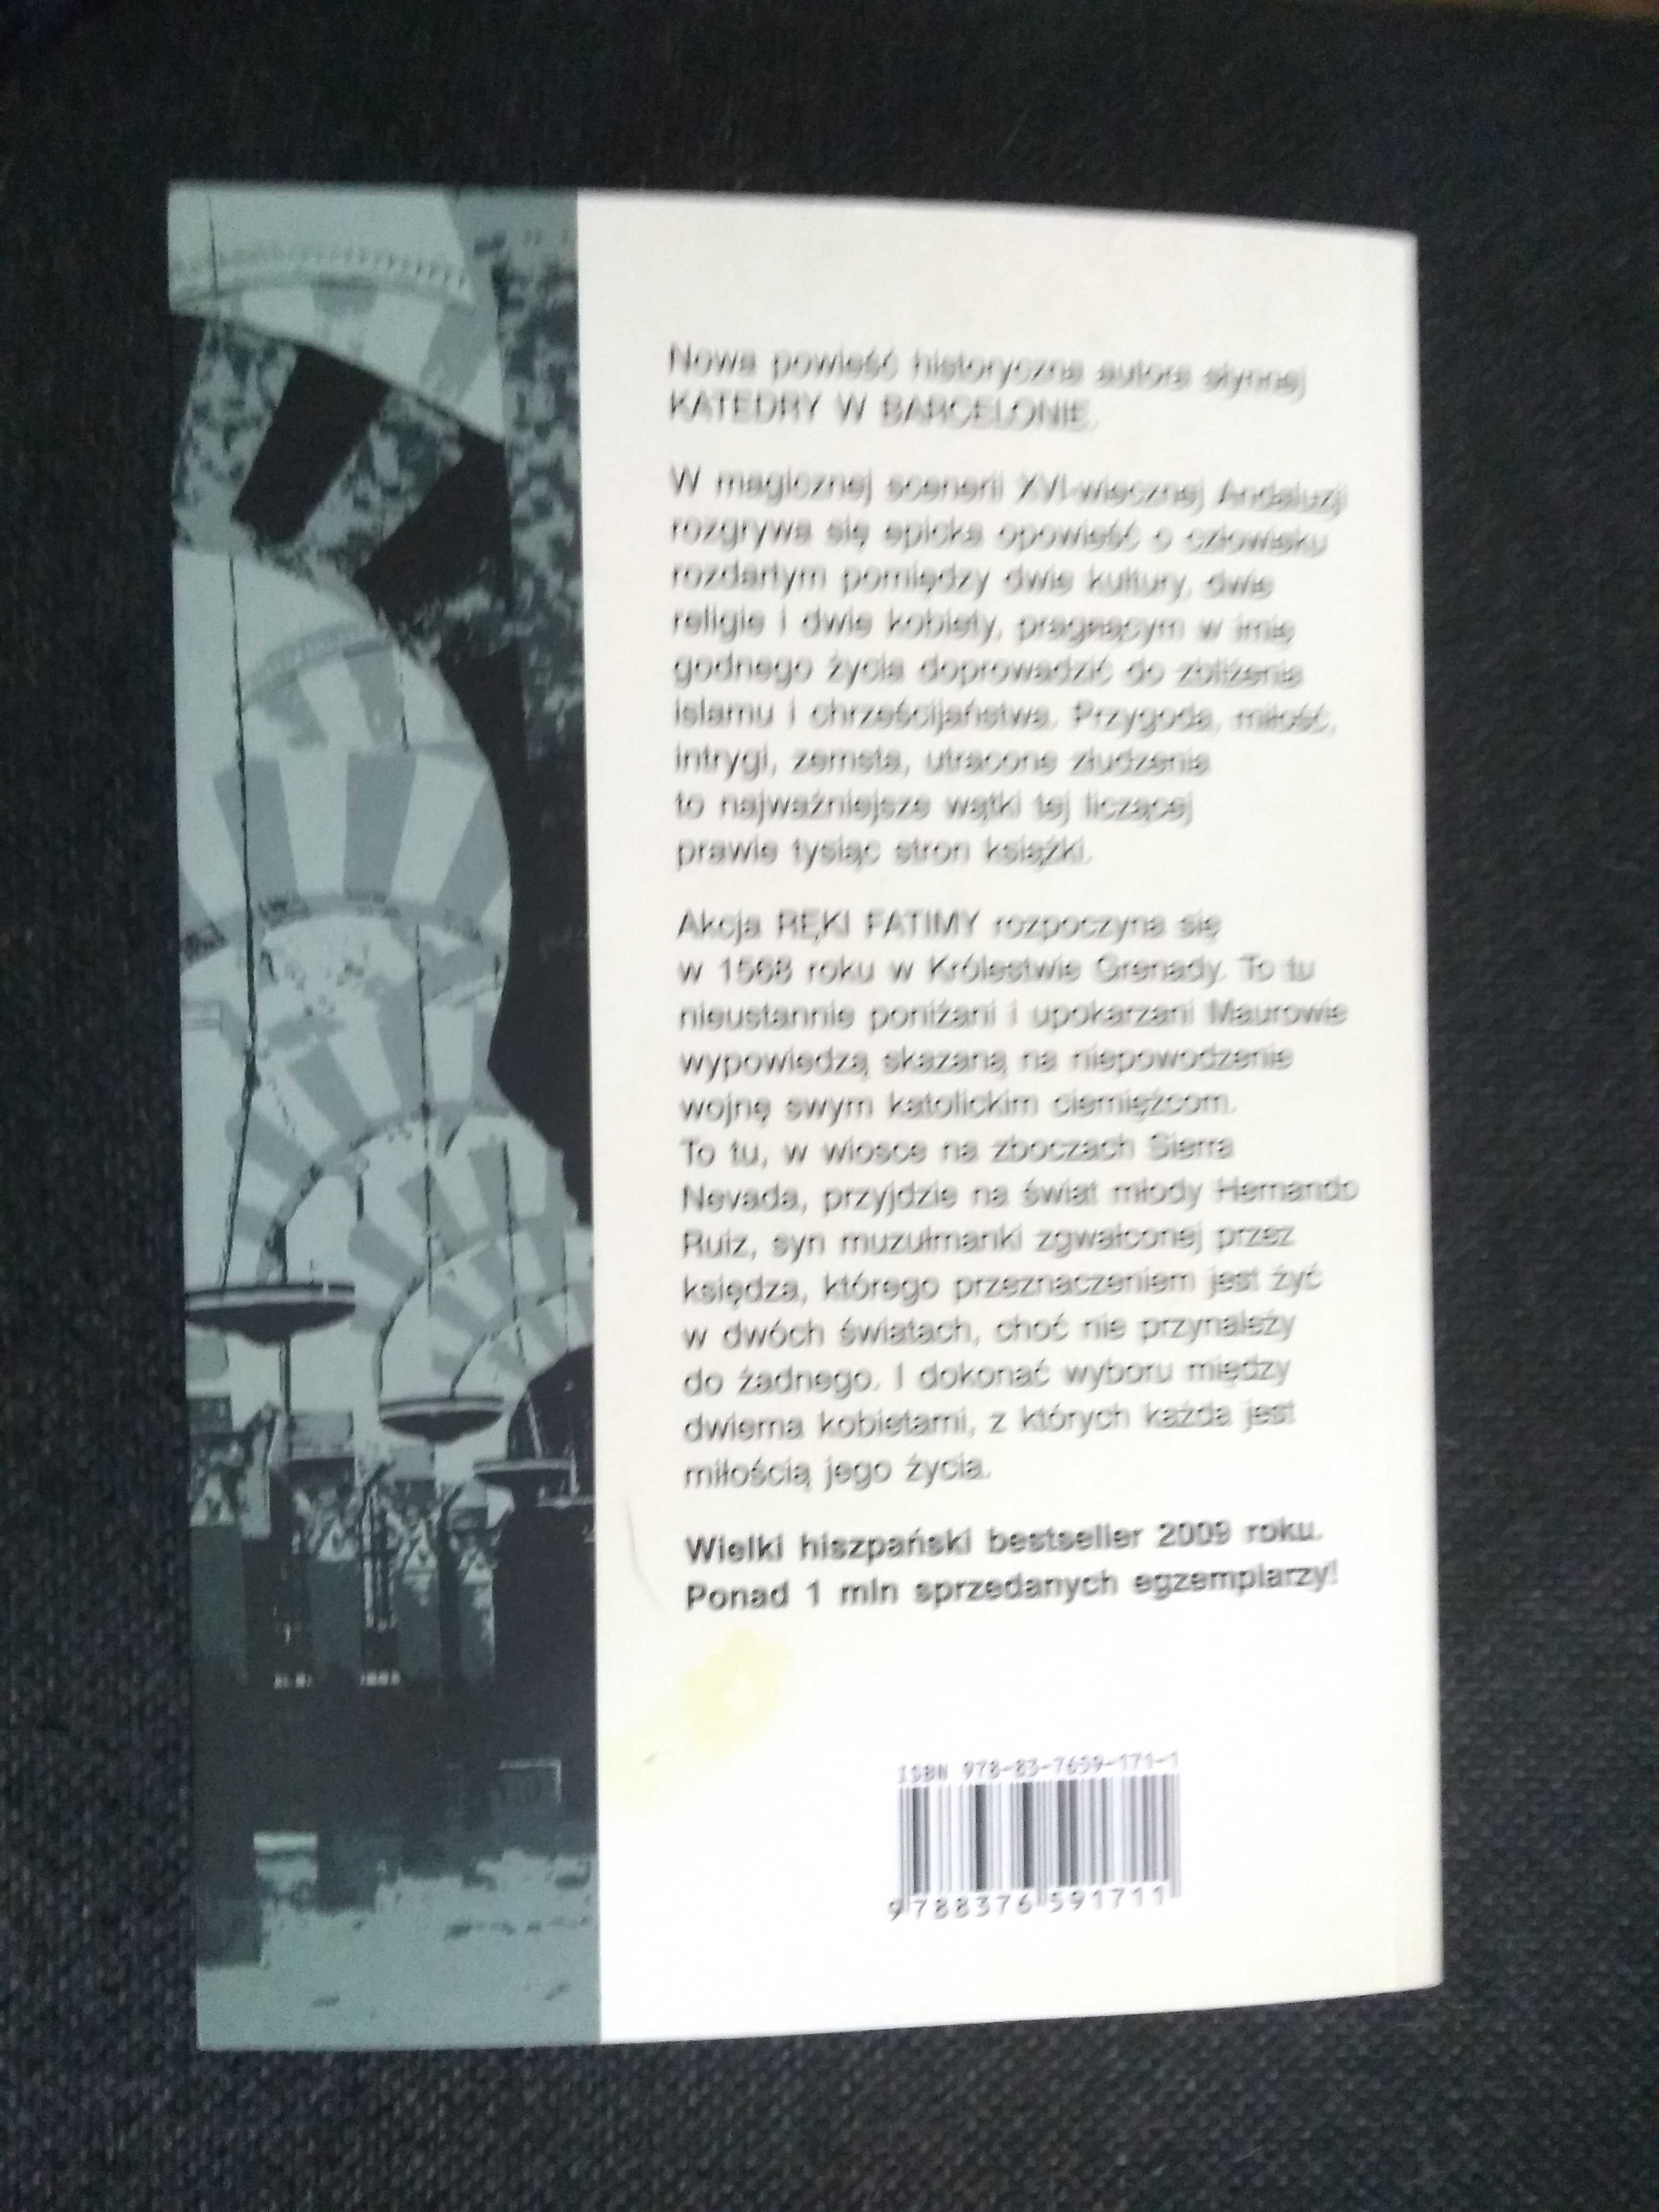 Nowa powieść historyczna autora słynnej
KATEDRY W BARCELONIE.
W magicznej scenerii XVI-wiecznej Andaluzji
rozgrywa się epicka opowieść o człowieku
rozdartym pomiędzy dwie kultury, dwie
religie i dwie kobiety, pragnącym w imię
godnego życia doprowadzić do zbliżenia
islamu i chrześcijaństwa. Przygoda, miłość,
intrygi, zemsta, utracone złudzenia
to najważniejsze wątki tej liczącej
prawie tysiąc stron książki.
Akcja RĘKI FATIMY rozpoczyna się
w 1568 roku w Królestwie Grenady. To tu
nieustannie poniżani i upokarzani Maurowie
wypowiedzą skazaną na niepowodzenie
wojnę swym katolickim ciemiężcom.
To tu, w wiosce na zboczach Sierra
Nevada, przyjdzie na świat młody Hernando
Ruiz, syn muzułmanki zgwałconej przez
księdza, którego przeznaczeniem jest żyć
w dwóch światach, choć nie przynależy
do żadnego. I dokonać wyboru między
dwiema kobietami, z których każda jest
miłością jego życia.
Wielki hiszpański bestseller 2009 roku.
Ponad 1 mln sprzedanych egzemplarzy!
ISBN 978-83-7659-171-1
9788376591711